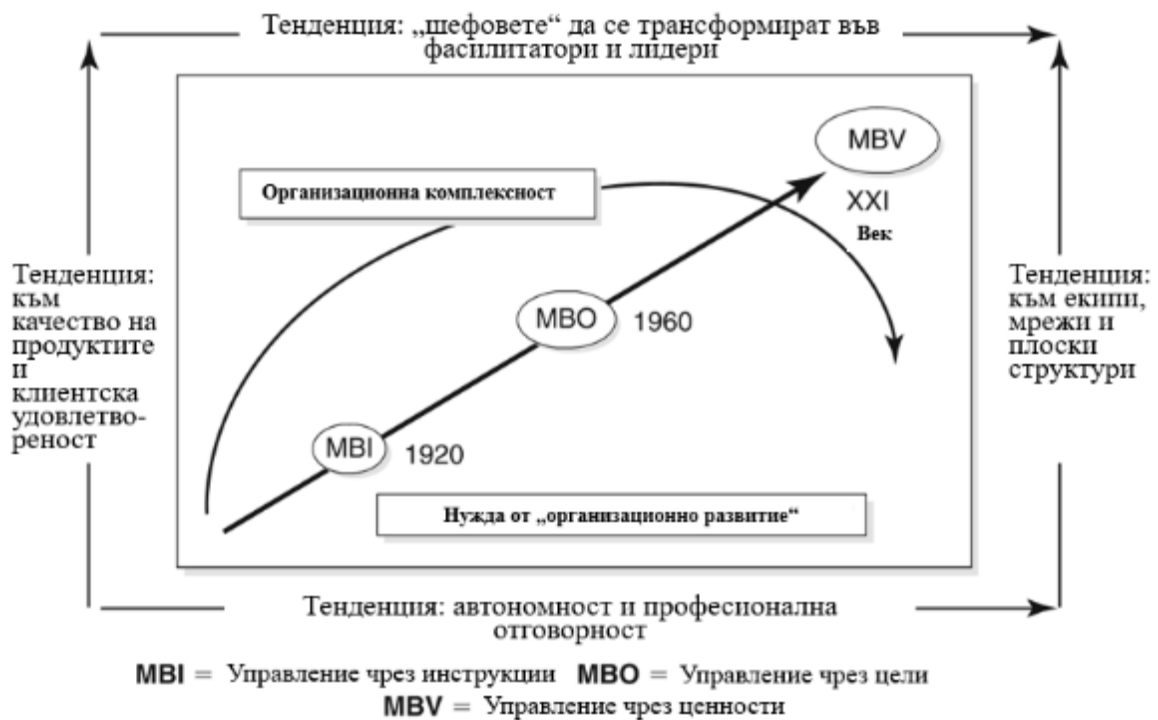 Тенденция: „шефовете“ да се трансформират във
фасилитатори и лидери
MBV
Организационна комплексност
XXI
Век
Тенденция:
към
качество на
продуктите
и
клиентска
удовлетво-
реност
Тенденция:
към екипи,
мрежи и
плоски
структури
MBO
1960
MBI
1920
Нужда от „организационно развитие“
Тенденция: автономност и професионална
отговорност
MBI = Управление чрез инструкции MBO = Управление чрез цели
MBV = Управление чрез ценности